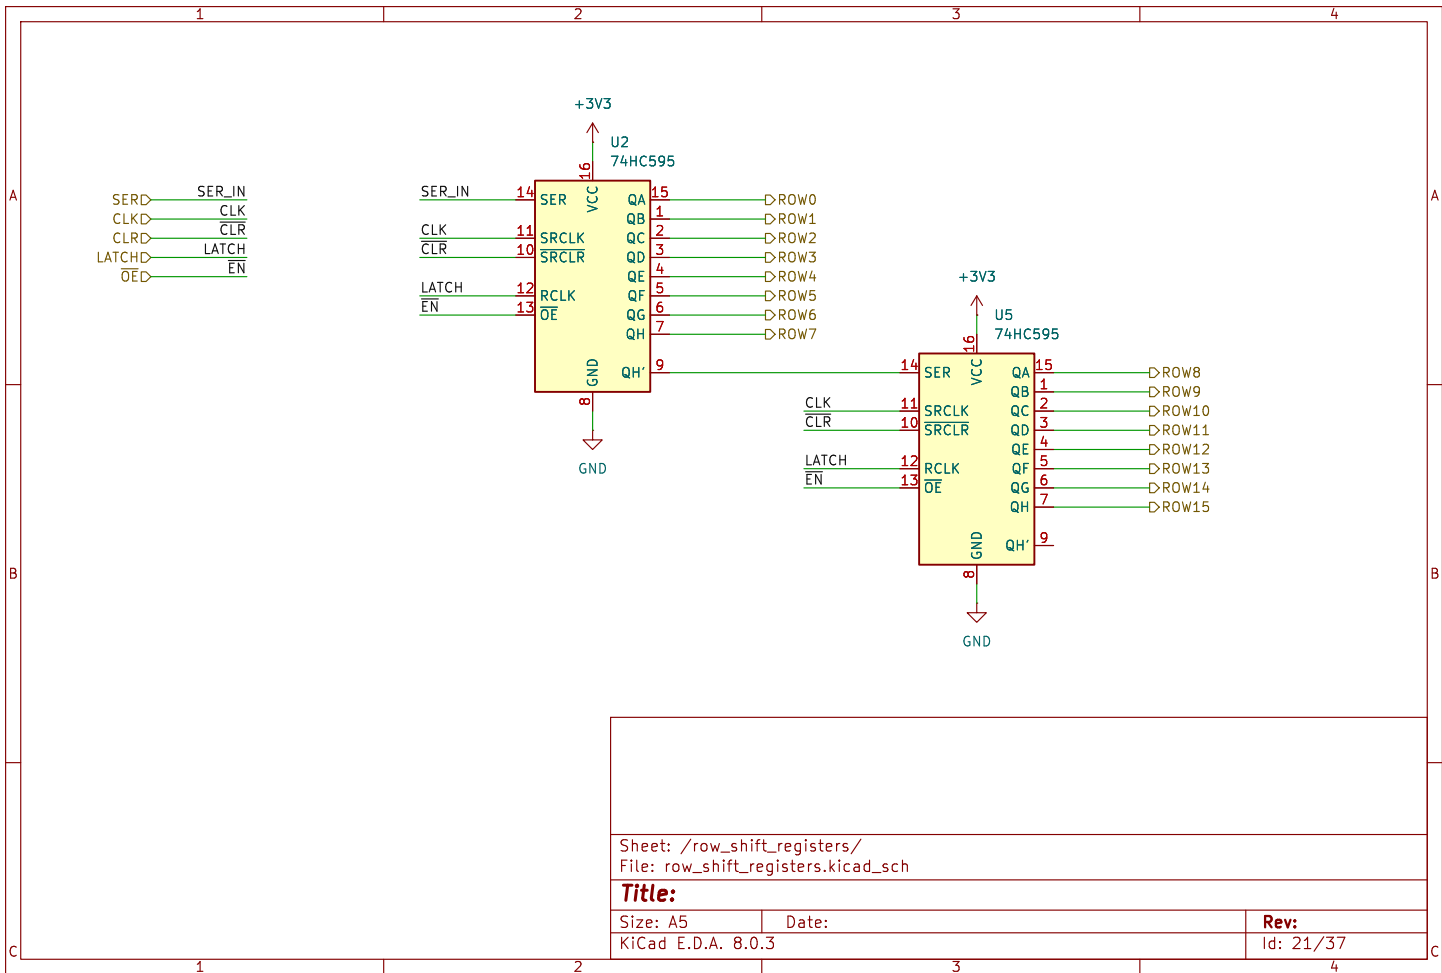 1 2 3 4
A A
B B
C C
1 2 3 4
SER SER_IN
CLK CLK
CLR CLR
LATCH LATCH
OE EN
+3V3
U2
74HC595
16 VCC
SER_IN 14 SER
CLK 11 SRCLK
CLR 10 SRCLR
LATCH 12 RCLK
EN 13 OE
QA 15 ROW0
QB 1 ROW1
QC 2 ROW2
QD 3 ROW3
QE 4 ROW4
QF 5 ROW5
QG 6 ROW6
QH 7 ROW7
QH' 9
GND 8
GND
+3V3
U5
74HC595
16 VCC
14 SER
CLK 11 SRCLK
CLR 10 SRCLR
LATCH 12 RCLK
EN 13 OE
QA 15 ROW8
QB 1 ROW9
QC 2 ROW10
QD 3 ROW11
QE 4 ROW12
QF 5 ROW13
QG 6 ROW14
QH 7 ROW15
QH' 9
GND 8
GND
Sheet: /row_shift_registers/
File: row_shift_registers.kicad_sch
Title:
Size: A5 Date: Rev:
KiCad E.D.A. 8.0.3 Id: 21/37